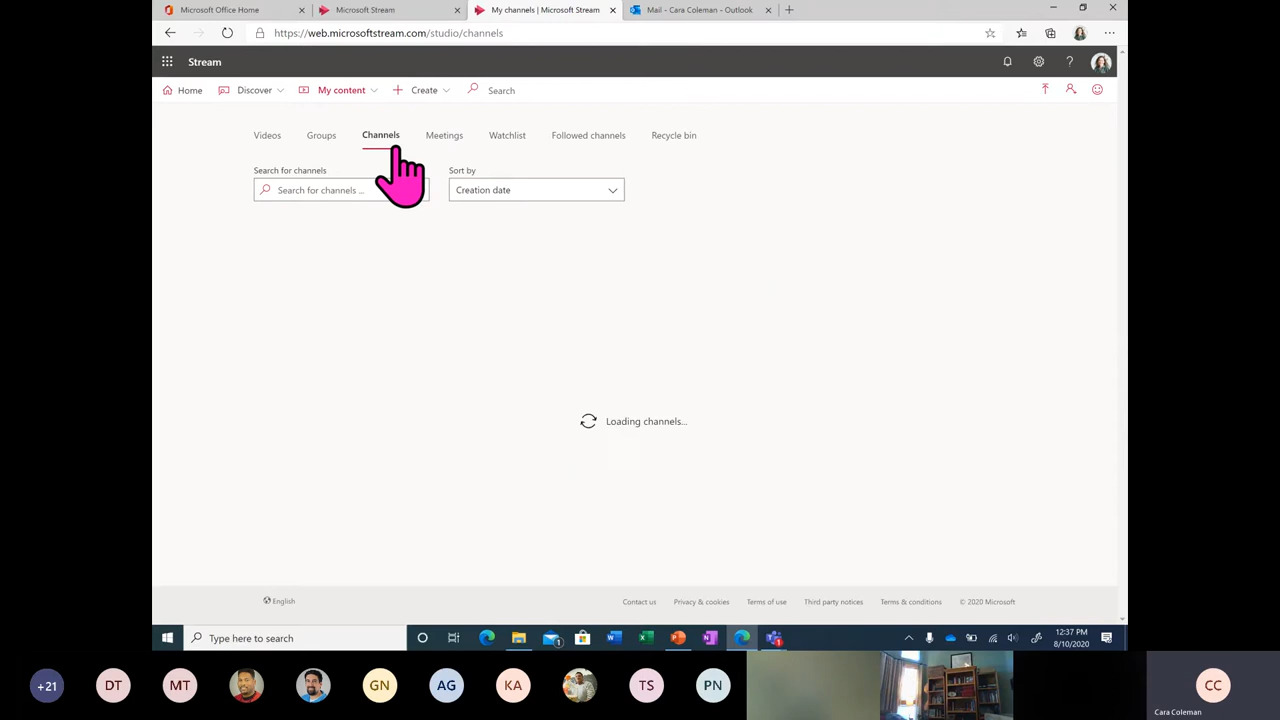 Microsoft Office Home
Microsoft Stream
My channels | Microsoft Stream
Mail - Cara Coleman - Outlook
https://web.microsoftstream.com/studio/channels
Stream
Home
Discover
My content
Create
Search
Videos
Groups
Channels
Meetings
Watchlist
Followed channels
Recycle bin
Search for channels
Sort by
Search for channels ...
Creation date
Loading channels...
English
Contact us
Privacy & cookies
Terms of use
Third party notices
Terms & conditions
© 2020 Microsoft
Type here to search
12:37 PM
8/10/2020
+21
DT
MT
GN
AG
KA
TS
PN
CC
Cara Coleman